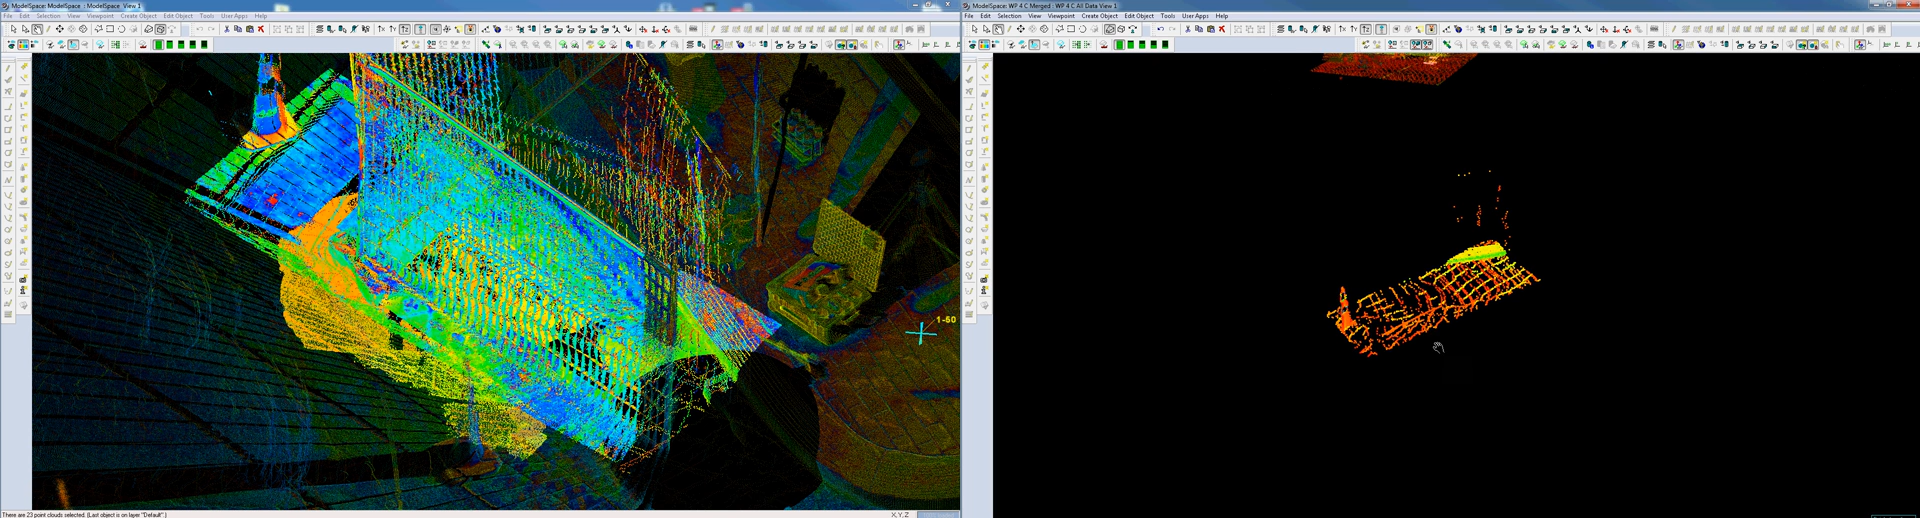 ModelSpace: ModelSpace : ModelSpace View 1
Edit Selection View Viewpoint Create Object Edit Object Tools User Apps Help
1-60
There are 23 point clouds selected. (Last object is on layer "Default".)
X,Y,Z
ModelSpace: WP 4 C Merged : WP 4 C All Data View 1
File Edit Selection View Viewpoint Create Object Edit Object Tools User Apps Help